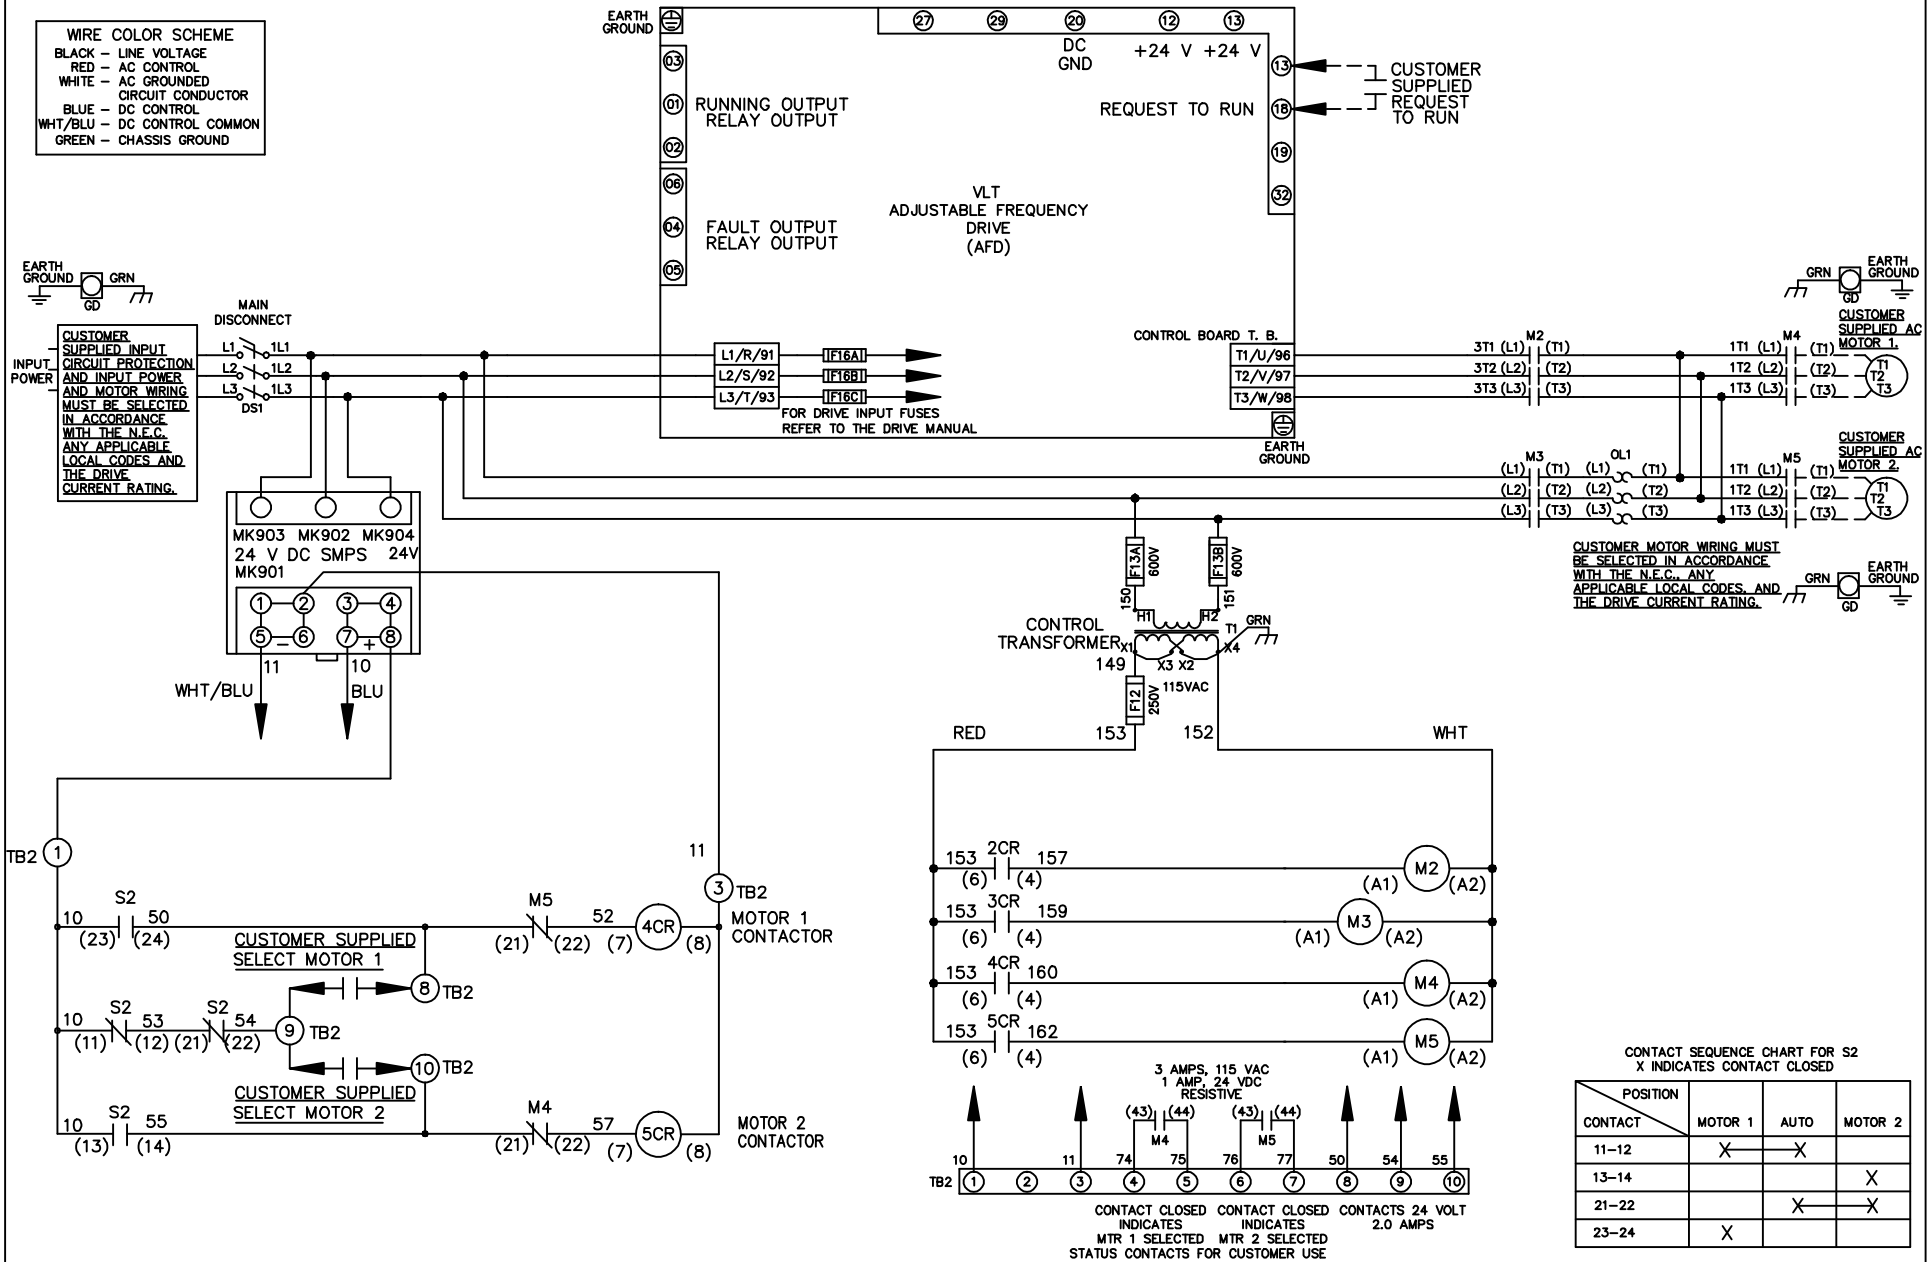 WIRE COLOR SCHEME
BLACK – LINE VOLTAGE
RED – AC CONTROL
WHITE – AC GROUNDED
CIRCUIT CONDUCTOR
BLUE – DC CONTROL
WHT/BLU – DC CONTROL COMMON
GREEN – CHASSIS GROUND
EARTH
GROUND
27 29 20 12 13
DC
GND
+24 V +24 V
03
01
02
RUNNING OUTPUT
RELAY OUTPUT
06
04
05
FAULT OUTPUT
RELAY OUTPUT
REQUEST TO RUN
13
18
19
32
CUSTOMER
SUPPLIED
REQUEST
TO RUN
VLT
ADJUSTABLE FREQUENCY
DRIVE
(AFD)
EARTH
GROUND
GRN
GD
MAIN
DISCONNECT
INPUT
POWER
CUSTOMER
SUPPLIED INPUT
CIRCUIT PROTECTION
AND INPUT POWER
AND MOTOR WIRING
MUST BE SELECTED
IN ACCORDANCE
WITH THE N.E.C.
ANY APPLICABLE
LOCAL CODES AND
THE DRIVE
CURRENT RATING.
L1 1L1
L2 1L2
L3 1L3
DS1
L1/R/91 F16A
L2/S/92 F16B
L3/T/93 F16C
FOR DRIVE INPUT FUSES
REFER TO THE DRIVE MANUAL
CONTROL BOARD T. B.
T1/U/96
T2/V/97
T3/W/98
EARTH
GROUND
M2
3T1 (L1) (T1)
3T2 (L2) (T2)
3T3 (L3) (T3)
M4
1T1 (L1) (T1)
1T2 (L2) (T2)
1T3 (L3) (T3)
GRN
GD
EARTH
GROUND
CUSTOMER
SUPPLIED AC
MOTOR 1.
T1
T2
T3
M3 OL1
(L1) (T1) (L1) (T1)
(L2) (T2) (L2) (T2)
(L3) (T3) (L3) (T3)
M5
1T1 (L1) (T1)
1T2 (L2) (T2)
1T3 (L3) (T3)
CUSTOMER
SUPPLIED AC
MOTOR 2.
T1
T2
T3
CUSTOMER MOTOR WIRING MUST
BE SELECTED IN ACCORDANCE
WITH THE N.E.C., ANY
APPLICABLE LOCAL CODES, AND
THE DRIVE CURRENT RATING.
GRN
GD
EARTH
GROUND
MK903 MK902 MK904
24 V DC SMPS 24V
MK901
1 2 3 4
5 – 6 7 + 8
11 10
WHT/BLU BLU
F13A 600V
F13B 600V
150 151
H1 H2
CONTROL
TRANSFORMER
T1 GRN
X1 X3 X2 X4
149
115VAC
F12 250V
153 152
RED WHT
TB2 1
11
3 TB2
S2
10 50
(23) (24)
M5
(21) (22)
52
(7) 4CR (8)
MOTOR 1
CONTACTOR
CUSTOMER SUPPLIED
SELECT MOTOR 1
8 TB2
S2 S2
10 53 54
(11) (12) (21) (22)
9 TB2
10 TB2
CUSTOMER SUPPLIED
SELECT MOTOR 2
S2
10 55
(13) (14)
M4
(21) (22)
57
(7) 5CR (8)
MOTOR 2
CONTACTOR
153 2CR 157
(6) (4)
(A1) M2 (A2)
153 3CR 159
(6) (4)
(A1) M3 (A2)
153 4CR 160
(6) (4)
(A1) M4 (A2)
153 5CR 162
(6) (4)
(A1) M5 (A2)
3 AMPS, 115 VAC
1 AMP, 24 VDC
RESISTIVE
(43) (44) (43) (44)
M4 M5
10 11 74 75 76 77 50 54 55
TB2 1 2 3 4 5 6 7 8 9 10
CONTACT CLOSED
INDICATES
MTR 1 SELECTED
CONTACT CLOSED
INDICATES
MTR 2 SELECTED
CONTACTS 24 VOLT
2.0 AMPS
STATUS CONTACTS FOR CUSTOMER USE
CONTACT SEQUENCE CHART FOR S2
X INDICATES CONTACT CLOSED
POSITION
CONTACT MOTOR 1 AUTO MOTOR 2
11–12 X X
13–14 X
21–22 X X
23–24 X